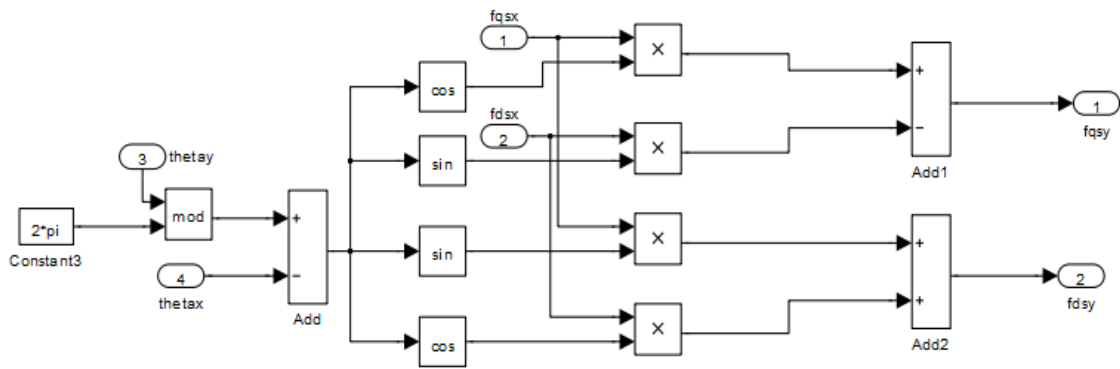 fqsx
1
×
cos
+
−
1
fqsy
Add1
fdsx
2
×
sin
3
thetay
mod
2*pi
Constant3
+
−
Add
4
thetax
sin
×
+
+
2
fdsy
Add2
cos
×